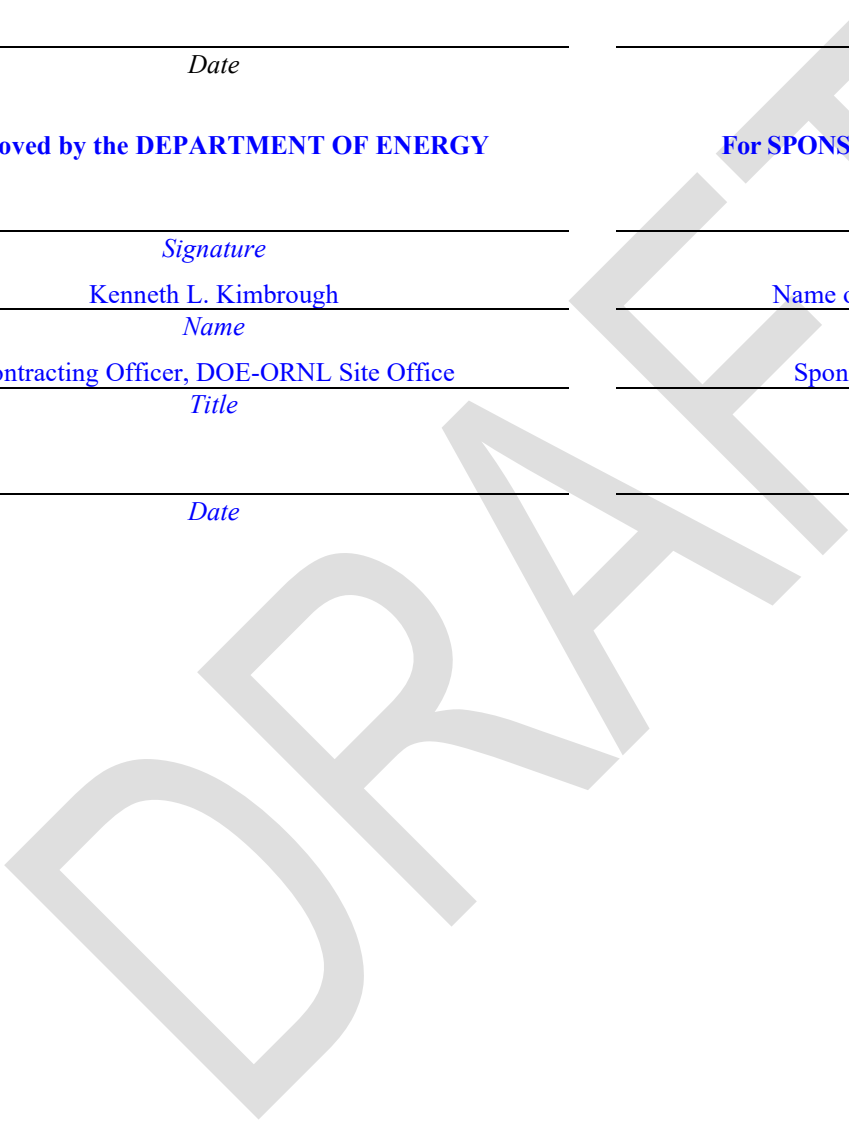 Date
oved by the DEPARTMENT OF ENERGY
For SPONS
Signature
Kenneth L. Kimbrough
Name o
Name
ontracting Officer, DOE-ORNL Site Office
Spon
Title
Date
DRAFT